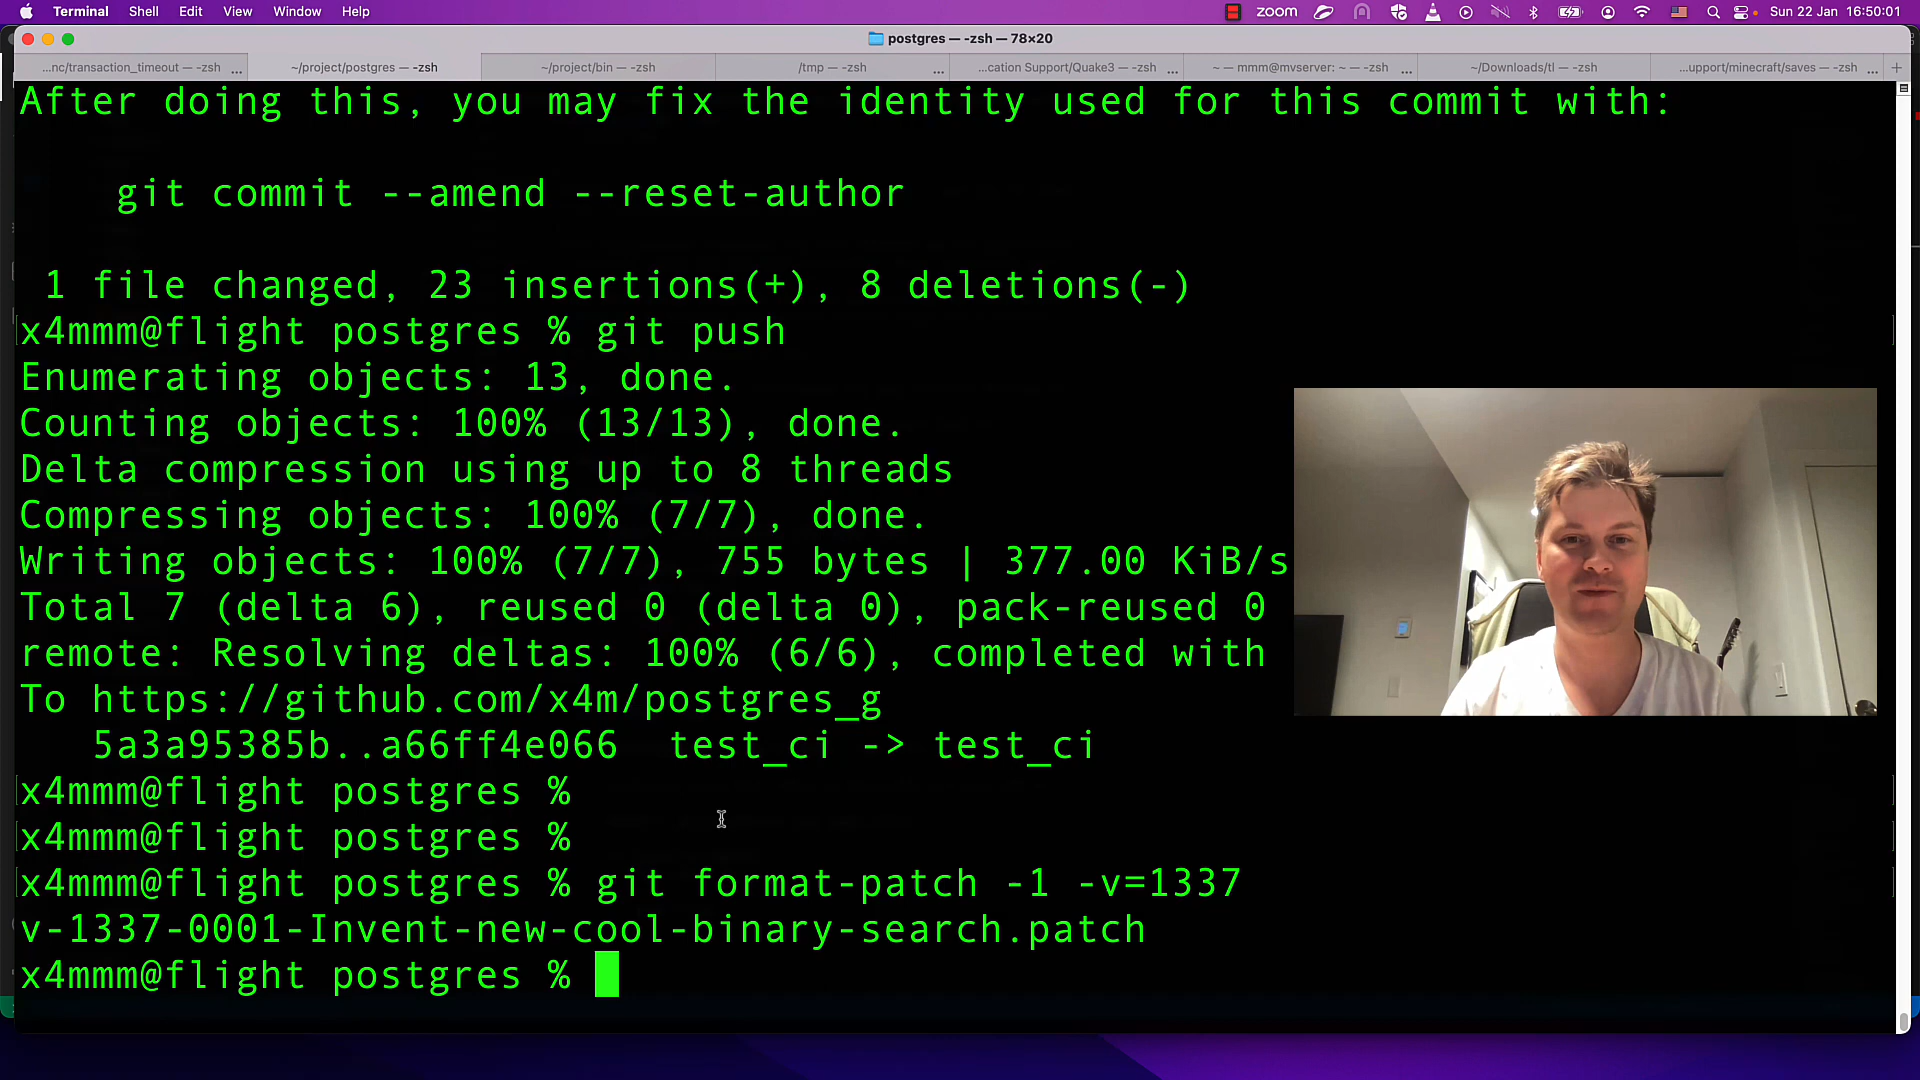 Terminal Shell Edit View Window Help zoom Sun 22 Jan 16:50:01
postgres — -zsh — 78×20
...nc/transaction_timeout — -zsh ... ~/project/postgres — -zsh ~/project/bin — -zsh /tmp — -zsh ... ...cation Support/Quake3 — -zsh ... ~ — mmm@mvserver: ~ — -zsh ... ~/Downloads/tl — -zsh ...upport/minecraft/saves — -zsh ... +
After doing this, you may fix the identity used for this commit with:
git commit --amend --reset-author
1 file changed, 23 insertions(+), 8 deletions(-)
x4mmm@flight postgres % git push
Enumerating objects: 13, done.
Counting objects: 100% (13/13), done.
Delta compression using up to 8 threads
Compressing objects: 100% (7/7), done.
Writing objects: 100% (7/7), 755 bytes | 377.00 KiB/s
Total 7 (delta 6), reused 0 (delta 0), pack-reused 0
remote: Resolving deltas: 100% (6/6), completed with
To https://github.com/x4m/postgres_g
5a3a95385b..a66ff4e066 test_ci -> test_ci
x4mmm@flight postgres %
x4mmm@flight postgres %
x4mmm@flight postgres % git format-patch -1 -v=1337
v-1337-0001-Invent-new-cool-binary-search.patch
x4mmm@flight postgres %